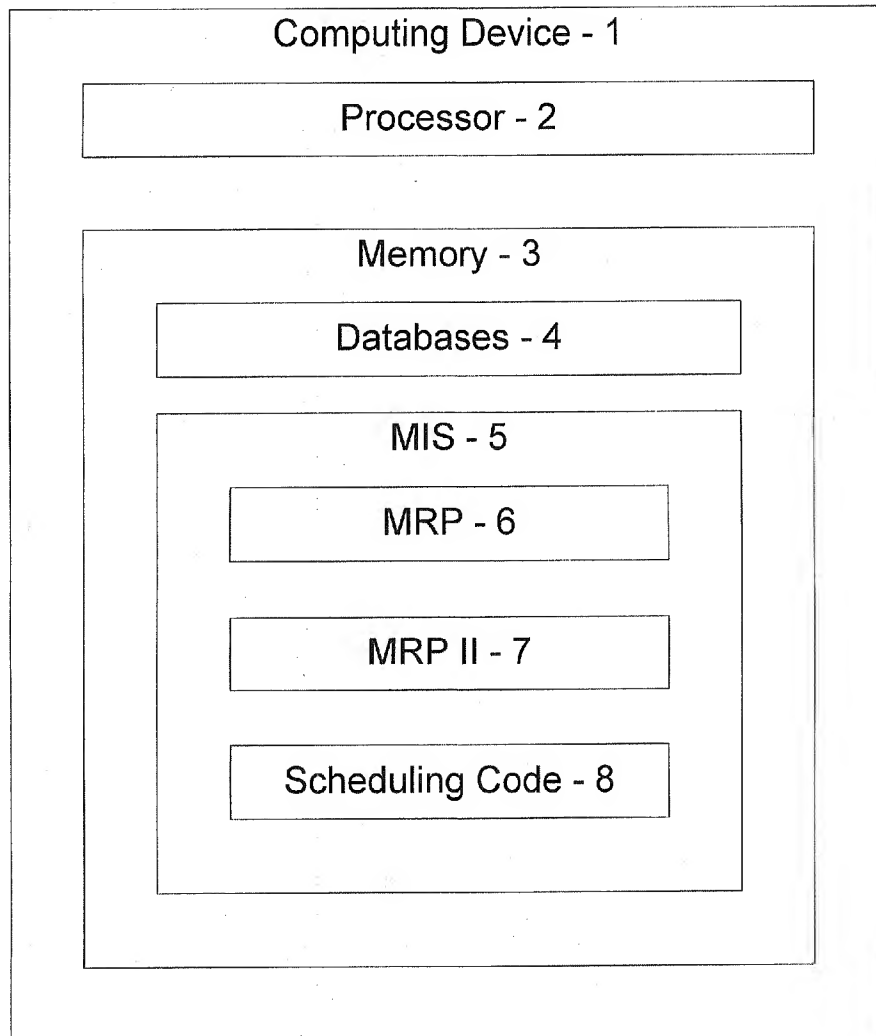 Computing Device - 1
Processor - 2
Memory - 3
Databases - 4
MIS - 5
MRP - 6
MRP II - 7
Scheduling Code - 8